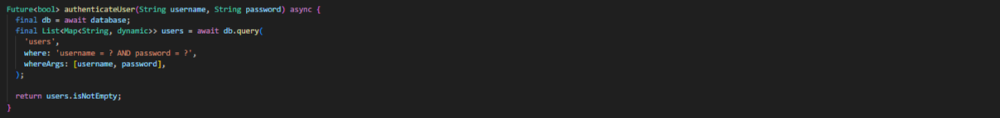 Future<bool> authenticateUser(String username, String password) async {
  final db = await database;
  final List<Map<String, dynamic>> users = await db.query(
    'users',
    where: 'username = ? AND password = ?',
    whereArgs: [username, password],
  );

  return users.isNotEmpty;
}